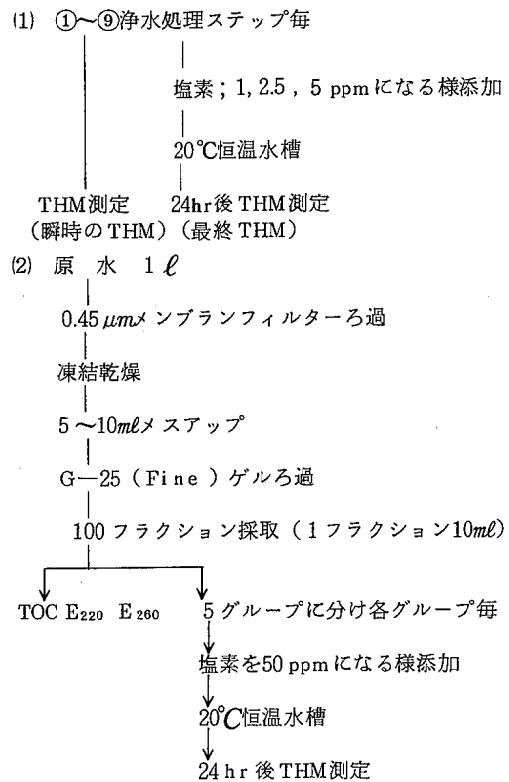 (1) ①～⑨浄水処理ステップ毎
塩素；1，2.5，5 ppmになる様添加
20℃恒温水槽
THM測定 24hr後THM測定
（瞬時のTHM）（最終THM）
(2) 原 水 1ℓ
0.45μmメンブランフィルターろ過
凍結乾燥
5～10mℓメスアップ
G—25（Fine）ゲルろ過
100フラクション採取（1フラクション10mℓ）
TOC E220 E260 5グループに分け各グループ毎
塩素を50ppmになる様添加
20℃恒温水槽
24hr後THM測定